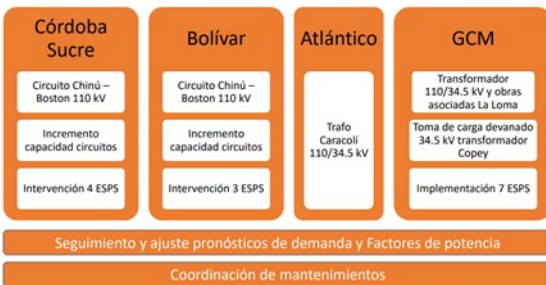 Córdoba
Sucre
Circuito Chinú –
Boston 110 kV
Incremento
capacidad circuitos
Intervención 4 ESPS
Bolívar
Circuito Chinú –
Boston 110 kV
Incremento
capacidad circuitos
Intervención 3 ESPS
Atlántico
Trafo
Caracolí
110/34.5 kV
GCM
Transformador
110/34.5 kV y obras
asociadas La Loma
Toma de carga devanado
34.5 kV transformador
Copey
Implementación 7 ESPS
Seguimiento y ajuste pronósticos de demanda y Factores de potencia
Coordinación de mantenimientos